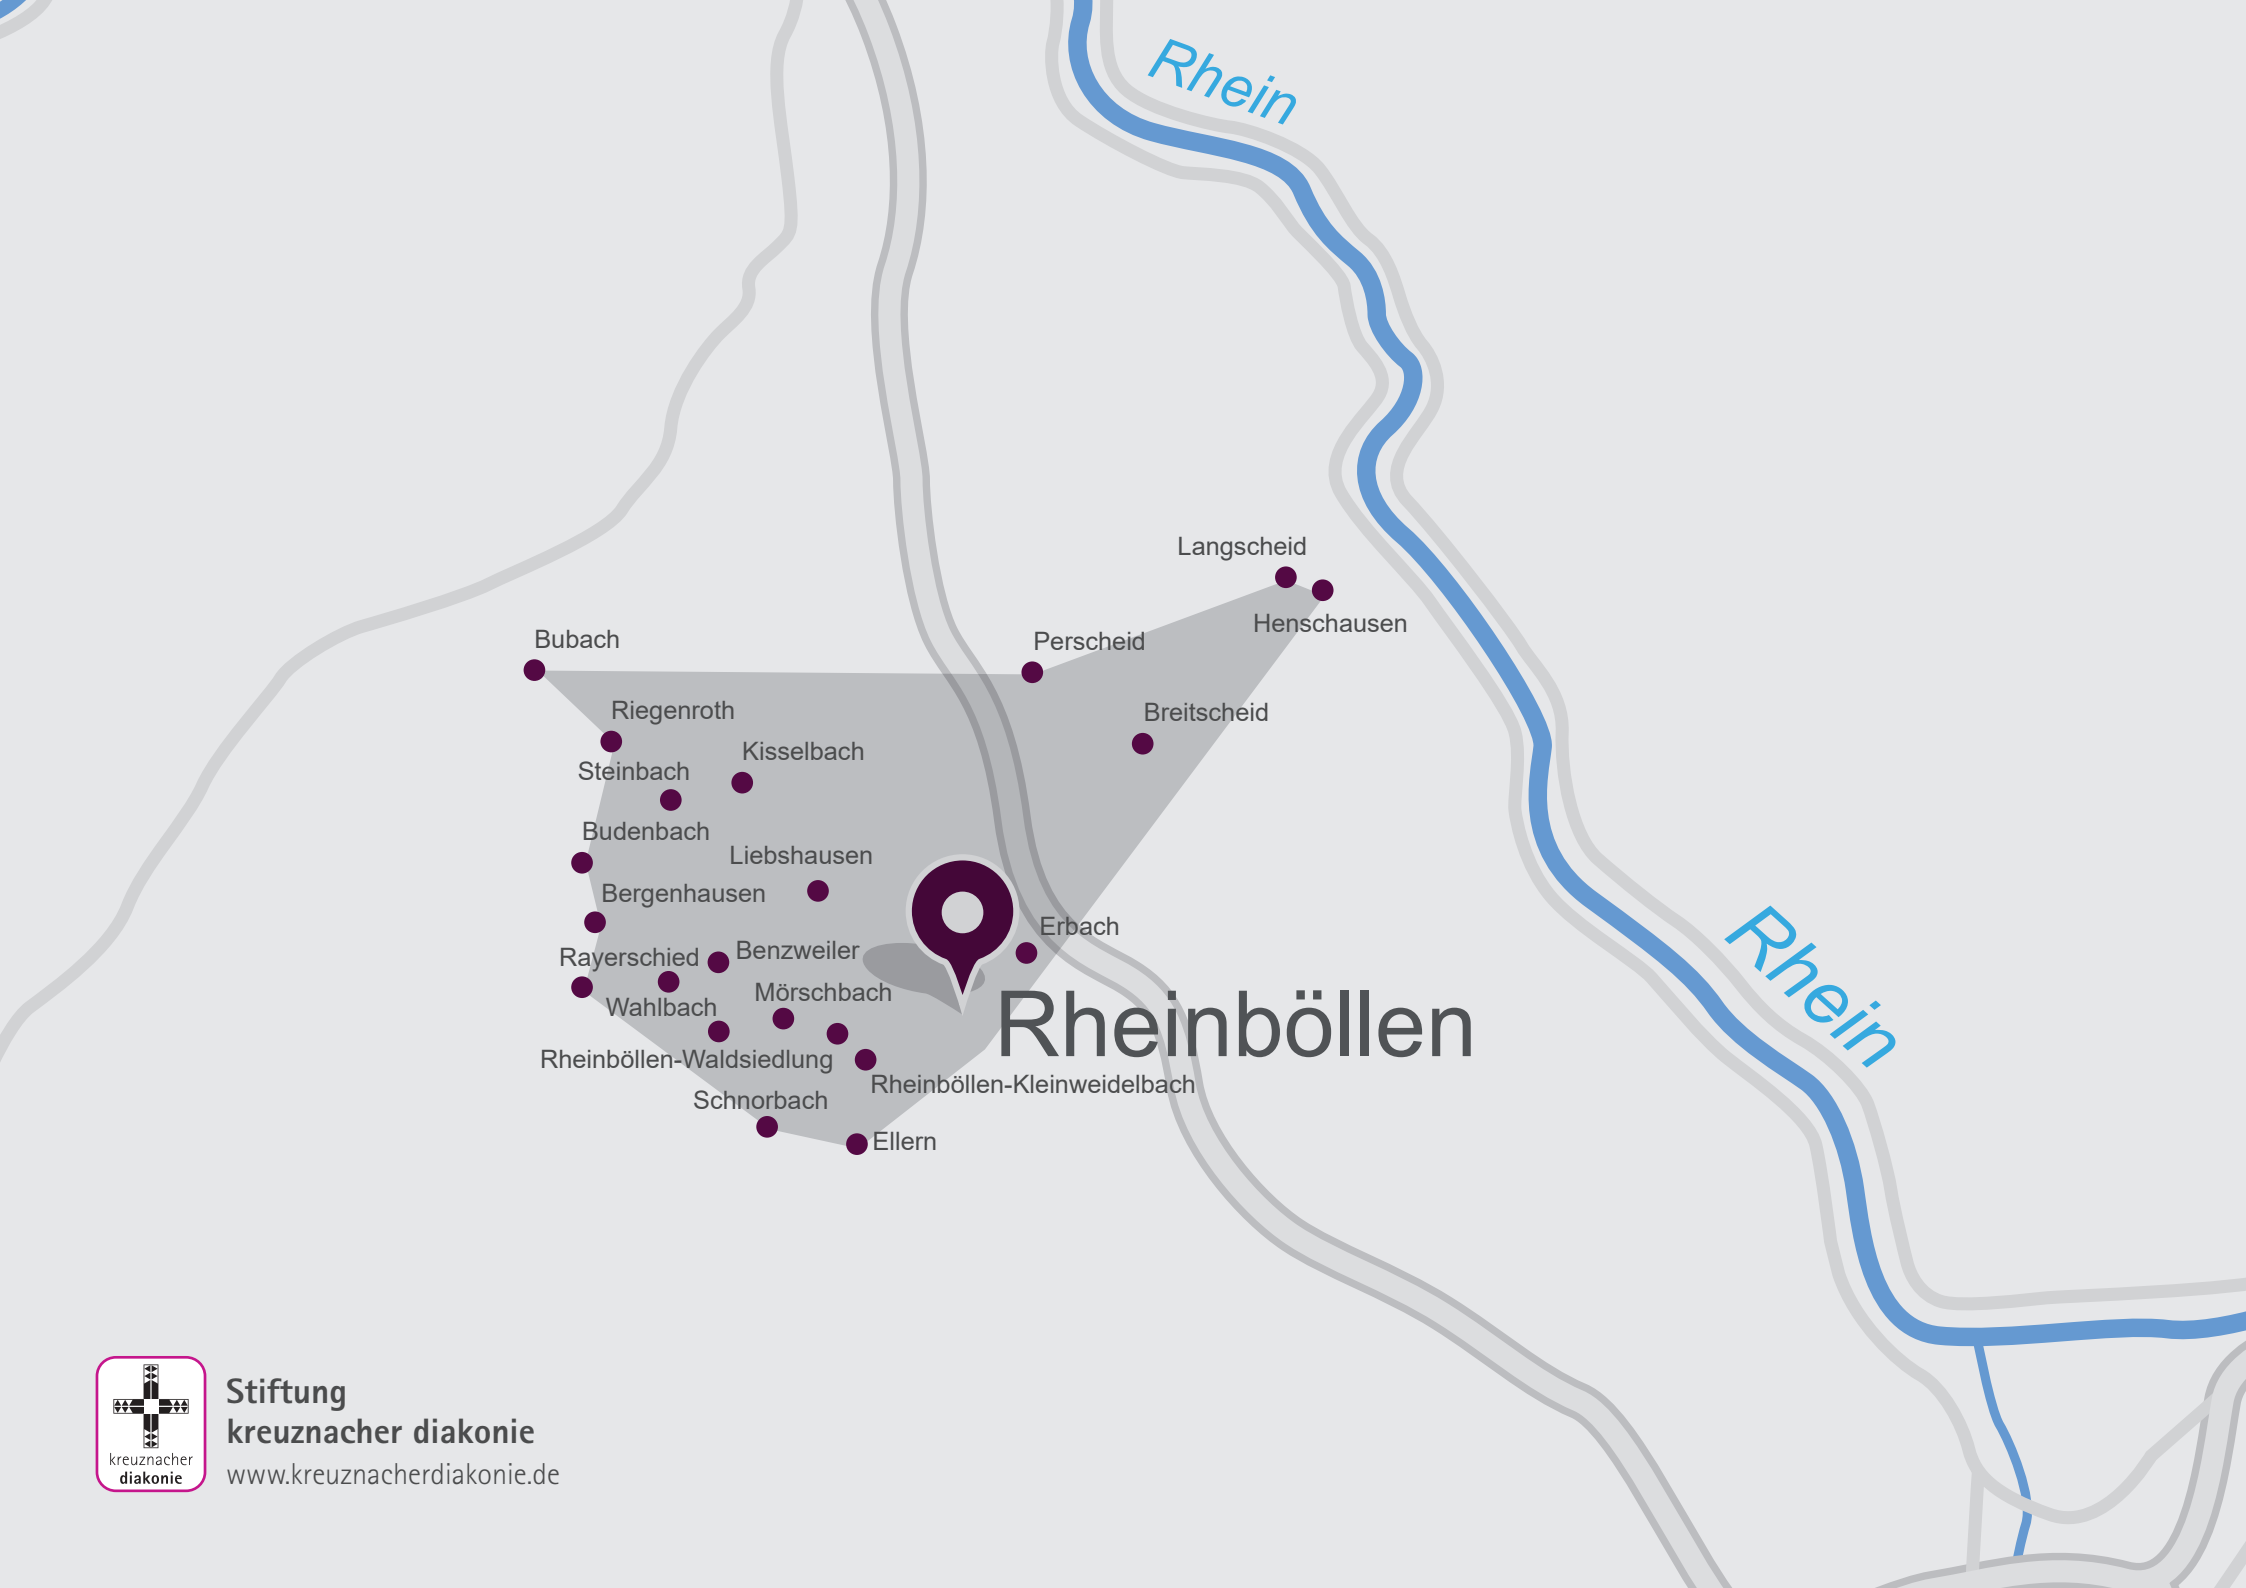 Rhein
Langscheid
Henschausen
Bubach
Perscheid
Riegenroth
Breitscheid
Kisselbach
Steinbach
Budenbach
Liebshausen
Bergenhausen
Erbach
Rhein
Benzweiler
Rayerschied
Mörschbach
Wahlbach
Rheinböllen
Rheinböllen-Waldsiedlung
Rheinböllen-Kleinweidelbach
Schnorbach
Ellern
kreuznacher
diakonie
Stiftung
kreuznacher diakonie
www.kreuznacherdiakonie.de